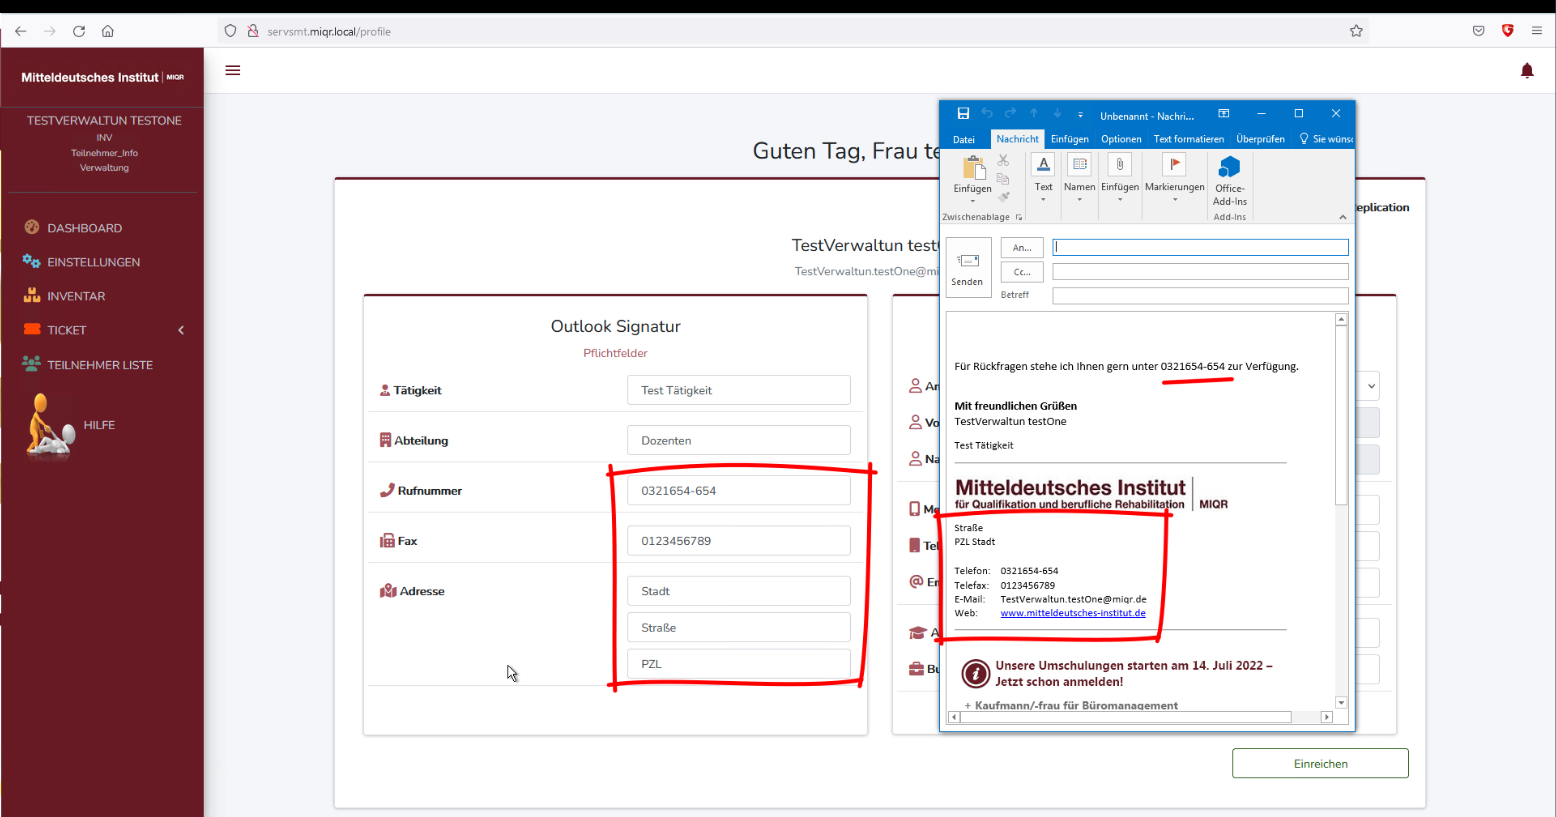 servsmt.miqr.local/profile
Mitteldeutsches Institut | MIQR
TESTVERWALTUN TESTONE
INV
Teilnehmer_Info
Verwaltung
DASHBOARD
EINSTELLUNGEN
INVENTAR
TICKET
TEILNEHMER LISTE
HILFE
Guten Tag, Frau te
eplication
TestVerwaltun test
TestVerwaltun.testOne@mi
Outlook Signatur
Pflichtfelder
Tätigkeit
Test Tätigkeit
Abteilung
Dozenten
Rufnummer
0321654-654
Fax
0123456789
Adresse
Stadt
Straße
PZL
An
Vo
Na
Me
Tel
Em
A
Bu
Einreichen
Unbenannt - Nachri...
Datei Nachricht Einfügen Optionen Text formatieren Überprüfen Sie wüns
Einfügen
Text
Namen
Einfügen
Markierungen
Office-
Add-Ins
Zwischenablage
Add-Ins
Senden
An...
Cc...
Betreff
Für Rückfragen stehe ich Ihnen gern unter 0321654-654 zur Verfügung.
Mit freundlichen Grüßen
TestVerwaltun testOne
Test Tätigkeit
Mitteldeutsches Institut
für Qualifikation und berufliche Rehabilitation | MIQR
Straße
PZL Stadt
Telefon: 0321654-654
Telefax: 0123456789
E-Mail: TestVerwaltun.testOne@miqr.de
Web: www.mitteldeutsches-institut.de
Unsere Umschulungen starten am 14. Juli 2022 –
Jetzt schon anmelden!
+ Kaufmann/-frau für Büromanagement